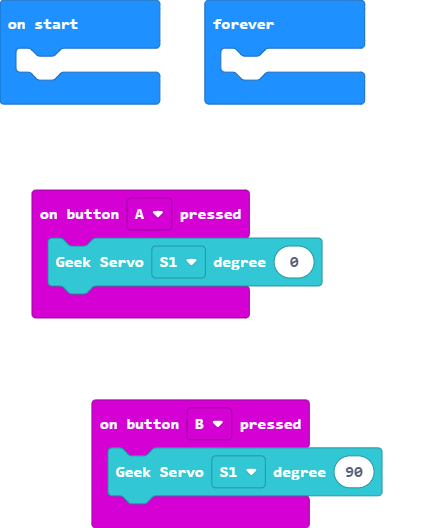 on start
forever
on button A pressed
Geek Servo S1 degree 0
on button B pressed
Geek Servo S1 degree 90